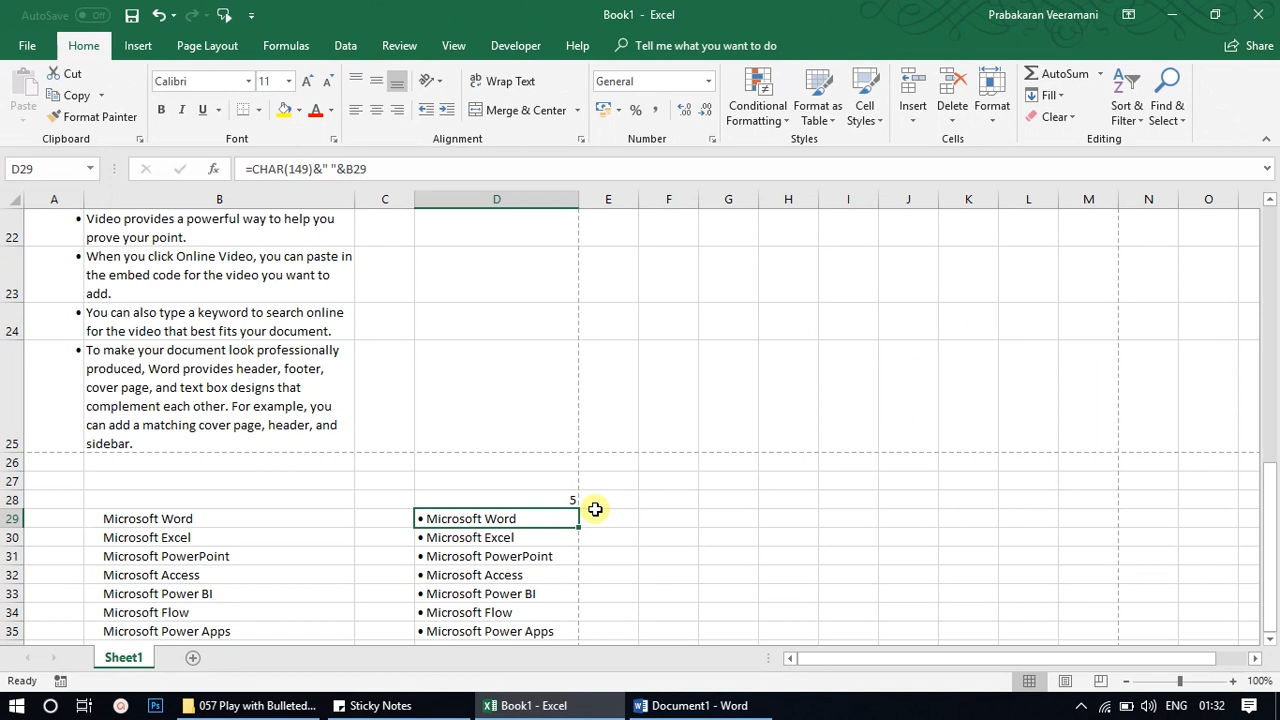 AutoSave Off
Book1 - Excel
Prabakaran Veeramani
File Home Insert Page Layout Formulas Data Review View Developer Help Tell me what you want to do Share
Paste
Cut
Copy
Format Painter
Clipboard
Calibri 11
B I U
Font
Wrap Text
Merge & Center
Alignment
General
% ,
Number
Conditional
Formatting
Format as
Table
Cell
Styles
Styles
Insert
Delete
Format
Cells
AutoSum
Fill
Clear
Sort &
Filter
Find &
Select
Editing
D29
fx
=CHAR(149)&" "&B29
A B C D E F G H I J K L M N O
• Video provides a powerful way to help you
22 prove your point.
• When you click Online Video, you can paste in
the embed code for the video you want to
23 add.
• You can also type a keyword to search online
24 for the video that best fits your document.
• To make your document look professionally
produced, Word provides header, footer,
cover page, and text box designs that
complement each other. For example, you
can add a matching cover page, header, and
25 sidebar.
26
27
28 5
29 Microsoft Word • Microsoft Word
30 Microsoft Excel • Microsoft Excel
31 Microsoft PowerPoint • Microsoft PowerPoint
32 Microsoft Access • Microsoft Access
33 Microsoft Power BI • Microsoft Power BI
34 Microsoft Flow • Microsoft Flow
35 Microsoft Power Apps • Microsoft Power Apps
Sheet1
Ready
100%
057 Play with Bulleted...
Sticky Notes
Book1 - Excel
Document1 - Word
ENG
01:32